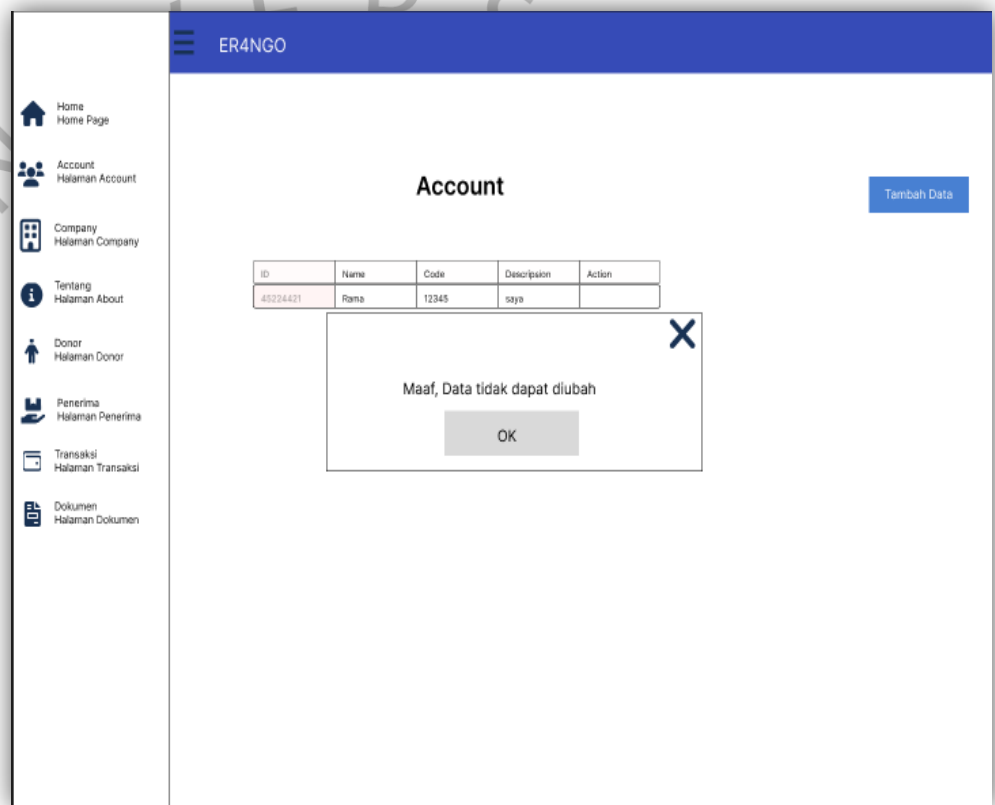 ER4NGO
Home
Home Page
Account
Halaman Account
Company
Halaman Company
Tentang
Halaman About
Donor
Halaman Donor
Penerima
Halaman Penerima
Transaksi
Halaman Transaksi
Dokumen
Halaman Dokumen
Account
Tambah Data
ID Name Code Descripsion Action
45224421 Rama 12345 saya
X
Maaf, Data tidak dapat diubah
OK